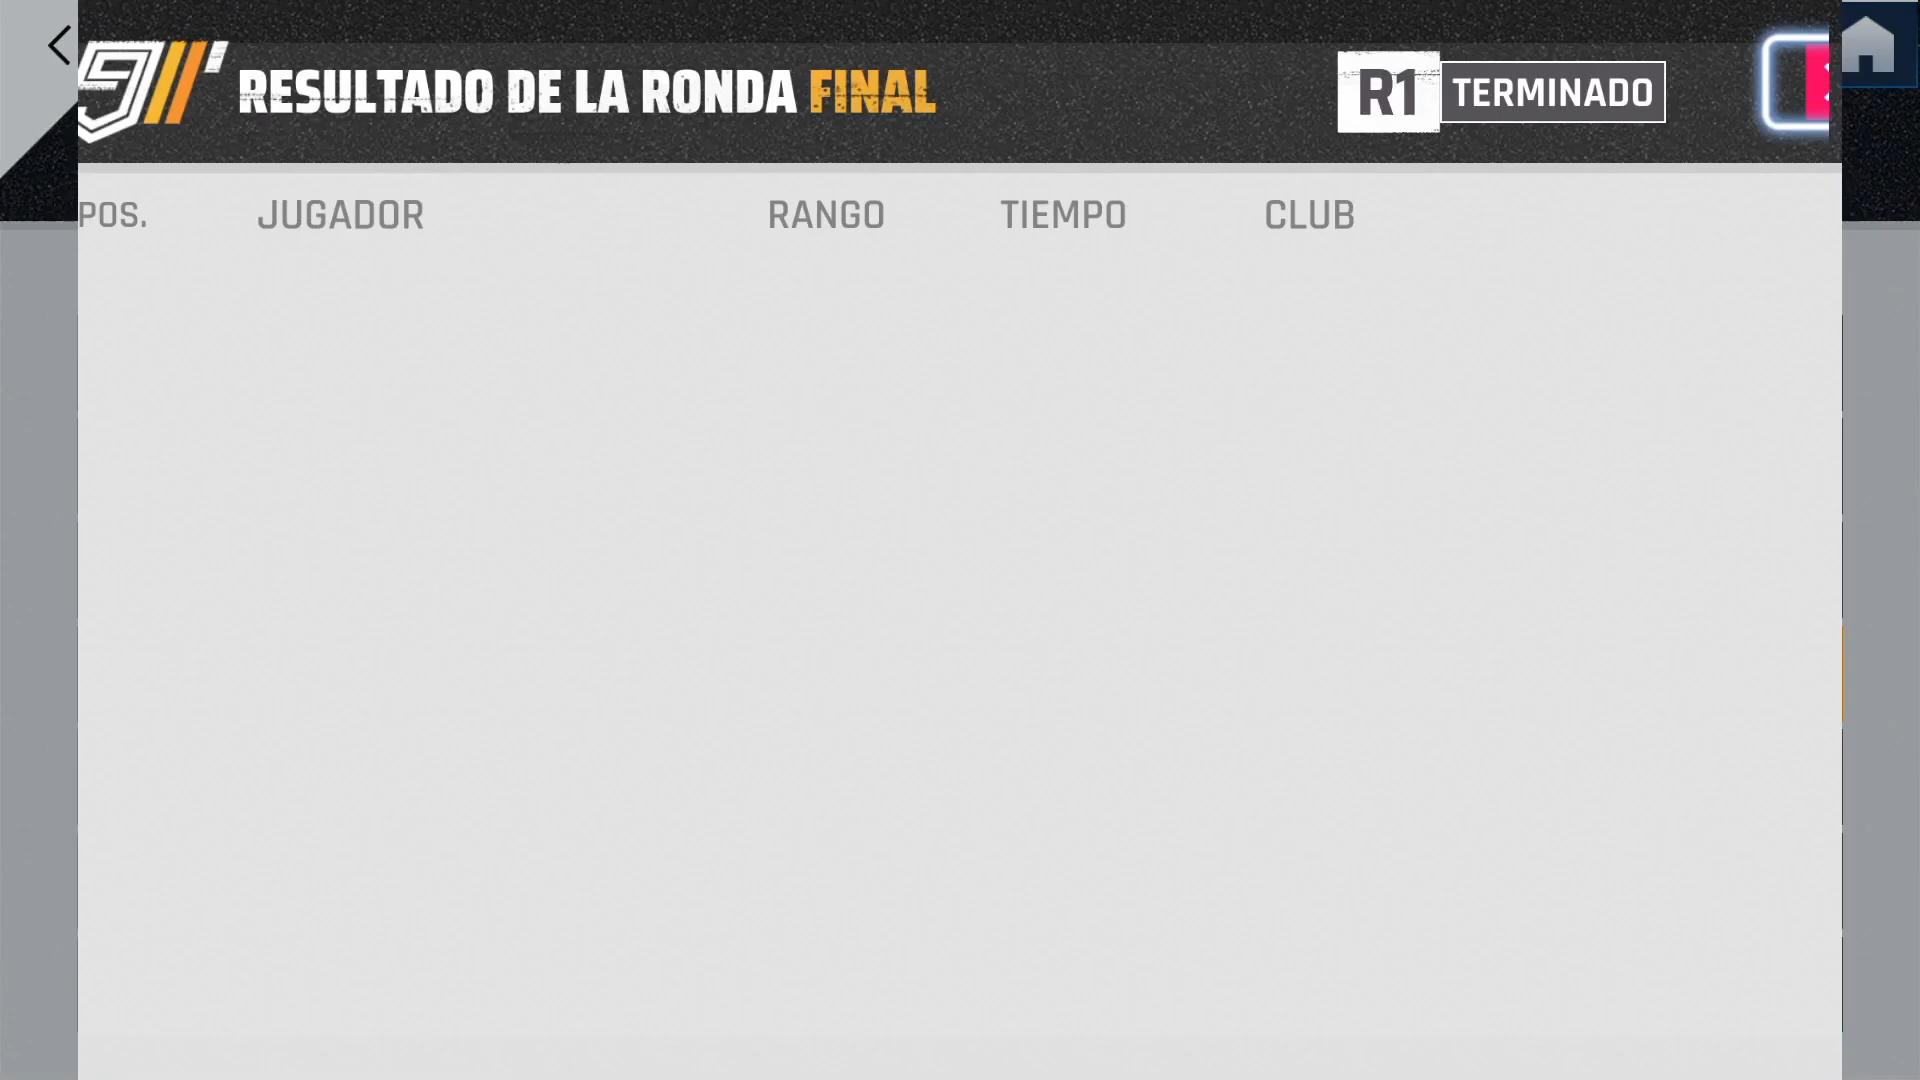 RESULTADO DE LA RONDA FINAL
R1 TERMINADO
POS. JUGADOR RANGO TIEMPO CLUB